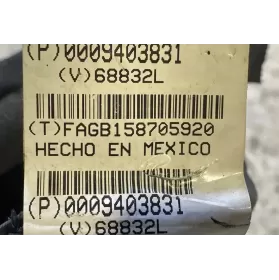 (P)0009403831
(V)68832L
(T)FAGB158705920
HECHO EN MEXICO
(P)0009403831
(V)68832L